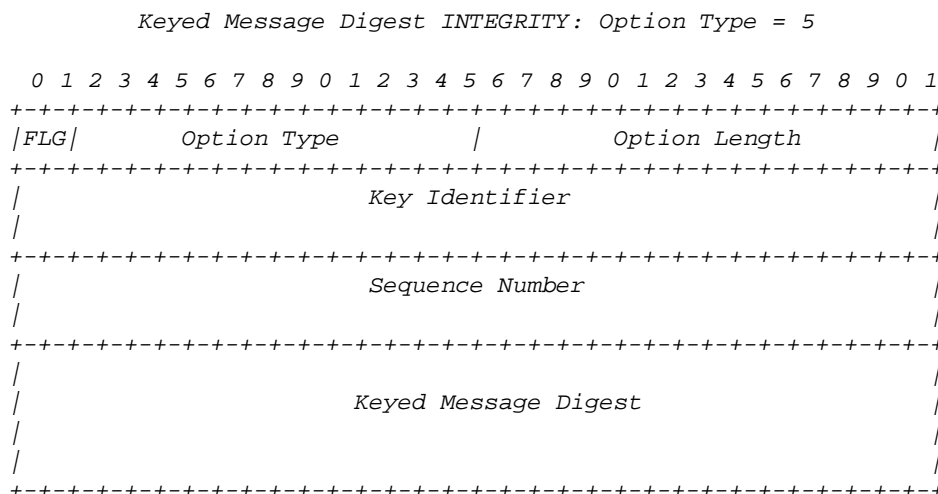 Keyed Message Digest INTEGRITY: Option Type = 5
0 1 2 3 4 5 6 7 8 9 0 1 2 3 4 5 6 7 8 9 0 1 2 3 4 5 6 7 8 9 0 1
+-+-+-+-+-+-+-+-+-+-+-+-+-+-+-+-+-+-+-+-+-+-+-+-+-+-+-+-+-+-+-+-+
|FLG| Option Type | Option Length |
+-+-+-+-+-+-+-+-+-+-+-+-+-+-+-+-+-+-+-+-+-+-+-+-+-+-+-+-+-+-+-+-+
| Key Identifier |
| |
+-+-+-+-+-+-+-+-+-+-+-+-+-+-+-+-+-+-+-+-+-+-+-+-+-+-+-+-+-+-+-+-+
| Sequence Number |
| |
+-+-+-+-+-+-+-+-+-+-+-+-+-+-+-+-+-+-+-+-+-+-+-+-+-+-+-+-+-+-+-+-+
| |
| Keyed Message Digest |
| |
| |
+-+-+-+-+-+-+-+-+-+-+-+-+-+-+-+-+-+-+-+-+-+-+-+-+-+-+-+-+-+-+-+-+